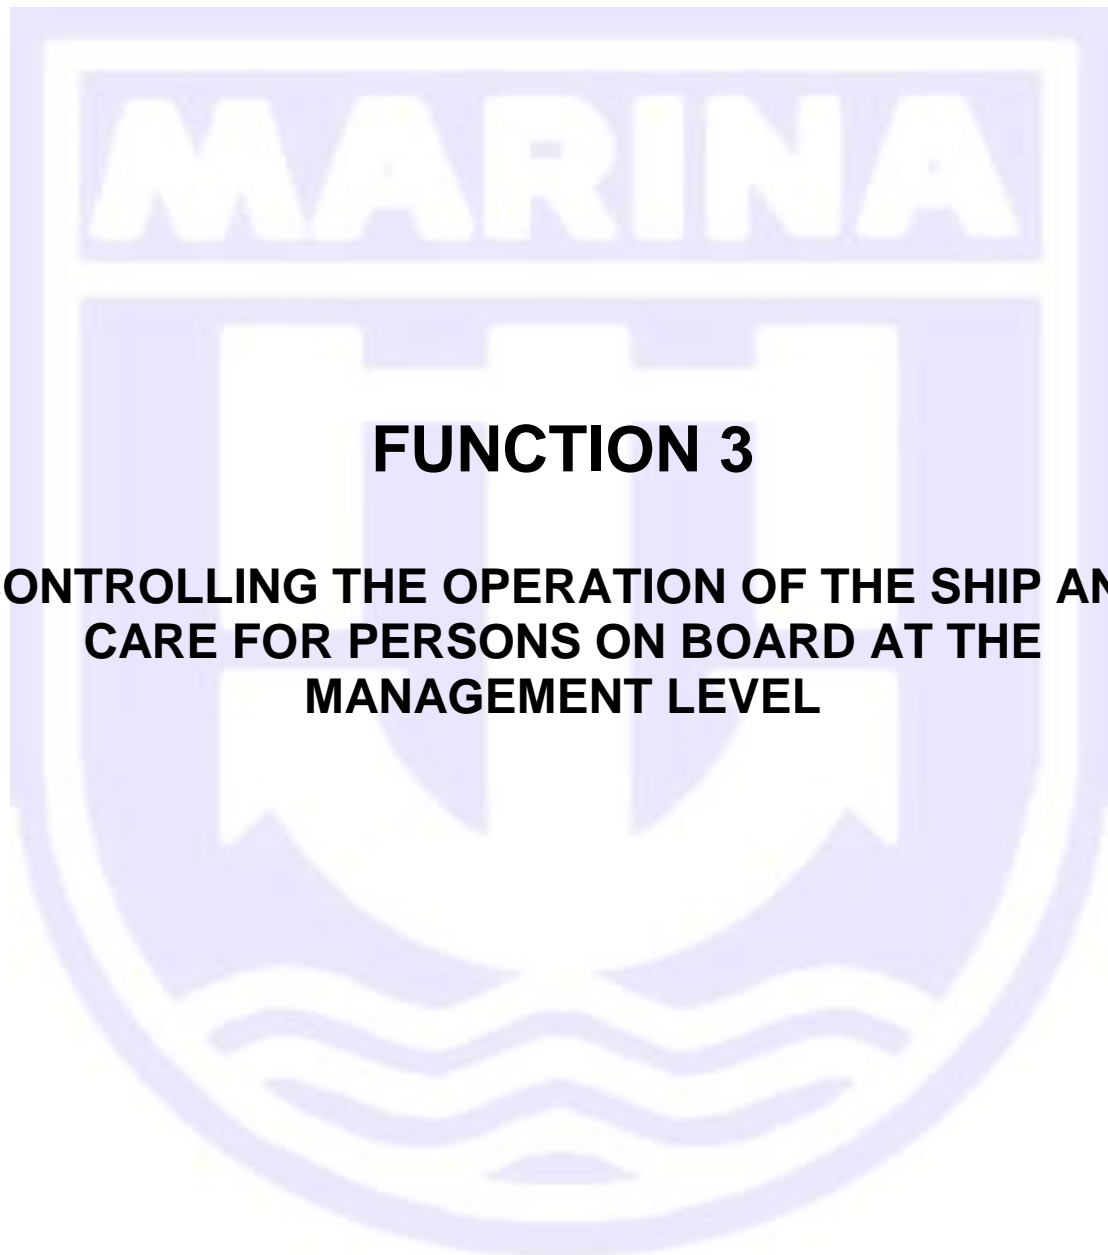 MARINA
FUNCTION 3
ONTROLLING THE OPERATION OF THE SHIP AN
CARE FOR PERSONS ON BOARD AT THE
MANAGEMENT LEVEL